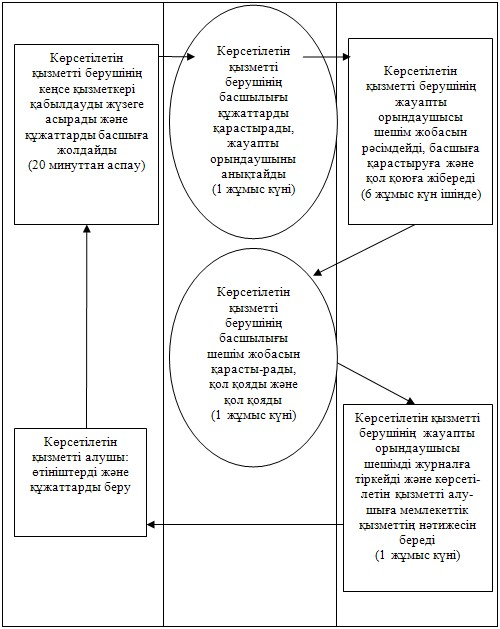 Көрсетілетін
қызметті берушінің
кеңсе қызметкері
қабылдауды жүзеге
асырады және
құжаттарды басшыға
жолдайды
(20 минуттан аспау)
Көрсетілетін
қызметті
берушінің
басшылығы
құжаттарды
қарастырады,
жауапты
орындаушыны
анықтайды
(1 жұмыс күні)
Көрсетілетін
қызметті берушінің
жауапты
орындаушысы
шешім жобасын
рәсімдейді, басшыға
қарастыруға және
қол қоюға жібереді
(6 жұмыс күн ішінде)
Көрсетілетін
қызметті
берушінің
басшылығы
шешім жобасын
қарасты-рады,
қол қояды және
қол қояды
(1 жұмыс күні)
Көрсетілетін қызметті
берушінің жауапты
орындаушысы
шешімді журналға
тіркейді және көрсеті-
летін қызметті алу-
шыға мемлекеттік
қызметтің нәтижесін
береді
(1 жұмыс күні)
Көрсетілетін
қызметті алушы:
өтініштерді және
құжаттарды беру